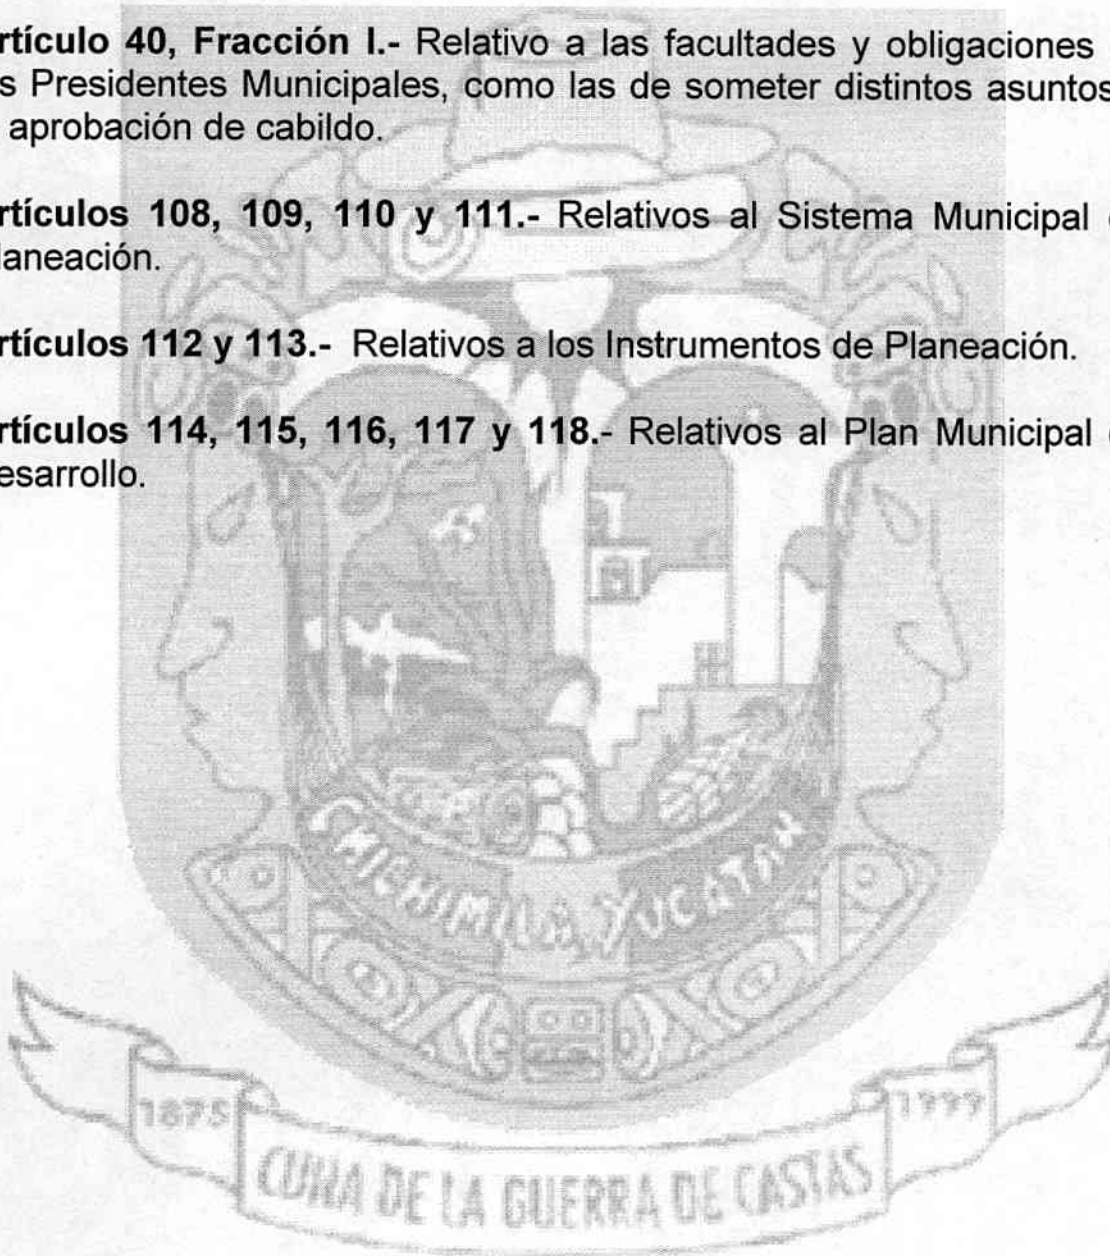 rtículo 40, Fracción I.- Relativo a las facultades y obligaciones
s Presidentes Municipales, como las de someter distintos asuntos
aprobación de cabildo.
rtículos 108, 109, 110 y 111.- Relativos al Sistema Municipal
laneación.
rtículos 112 y 113.- Relativos a los Instrumentos de Planeación.
rtículos 114, 115, 116, 117 y 118.- Relativos al Plan Municipal
esarrollo.
CHICHIMILA, YUCATAN
1875
1999
CUNA DE LA GUERRA DE CASTAS